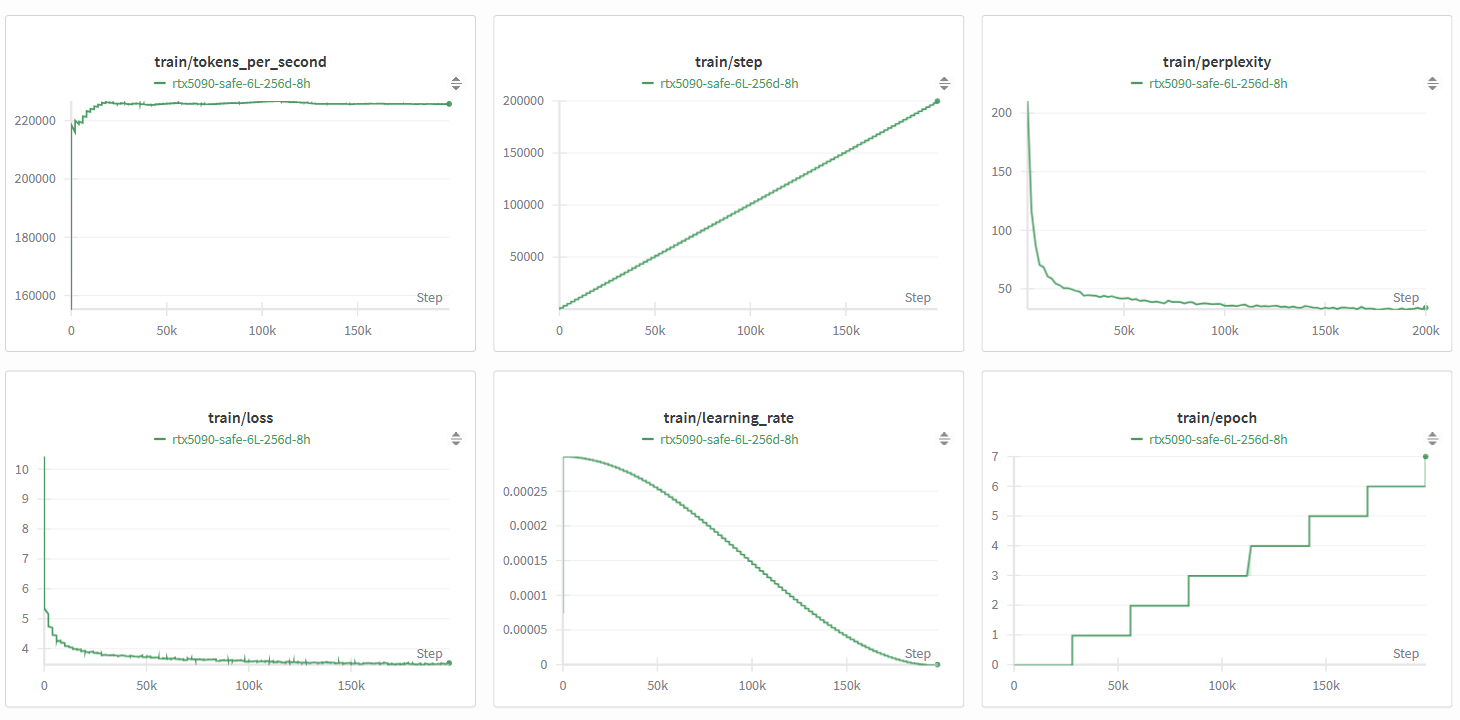 train/tokens_per_second
rtx5090-safe-6L-256d-8h
220000
200000
180000
160000
Step
0
50k
100k
150k
train/step
rtx5090-safe-6L-256d-8h
200000
150000
100000
50000
Step
0
50k
100k
150k
train/perplexity
rtx5090-safe-6L-256d-8h
200
150
100
50
Step
50k
100k
150k
200k
train/loss
rtx5090-safe-6L-256d-8h
10
9
8
7
6
5
4
Step
0
50k
100k
150k
train/learning_rate
rtx5090-safe-6L-256d-8h
0.00025
0.0002
0.00015
0.0001
0.00005
0
Step
0
50k
100k
150k
train/epoch
rtx5090-safe-6L-256d-8h
7
6
5
4
3
2
1
0
Step
0
50k
100k
150k